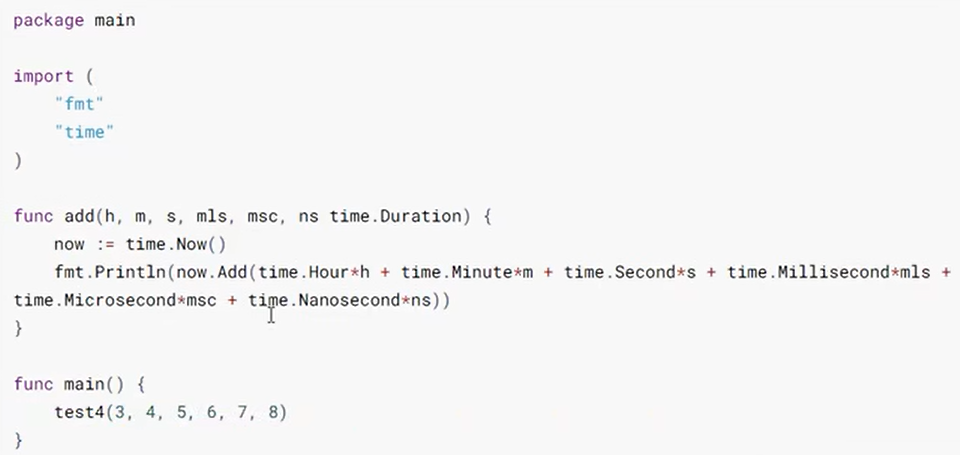 package main
import (
    "fmt"
    "time"
)
func add(h, m, s, mls, msc, ns time.Duration) {
    now := time.Now()
    fmt.Println(now.Add(time.Hour*h + time.Minute*m + time.Second*s + time.Millisecond*mls +
time.Microsecond*msc + time.Nanosecond*ns))
}
func main() {
    test4(3, 4, 5, 6, 7, 8)
}